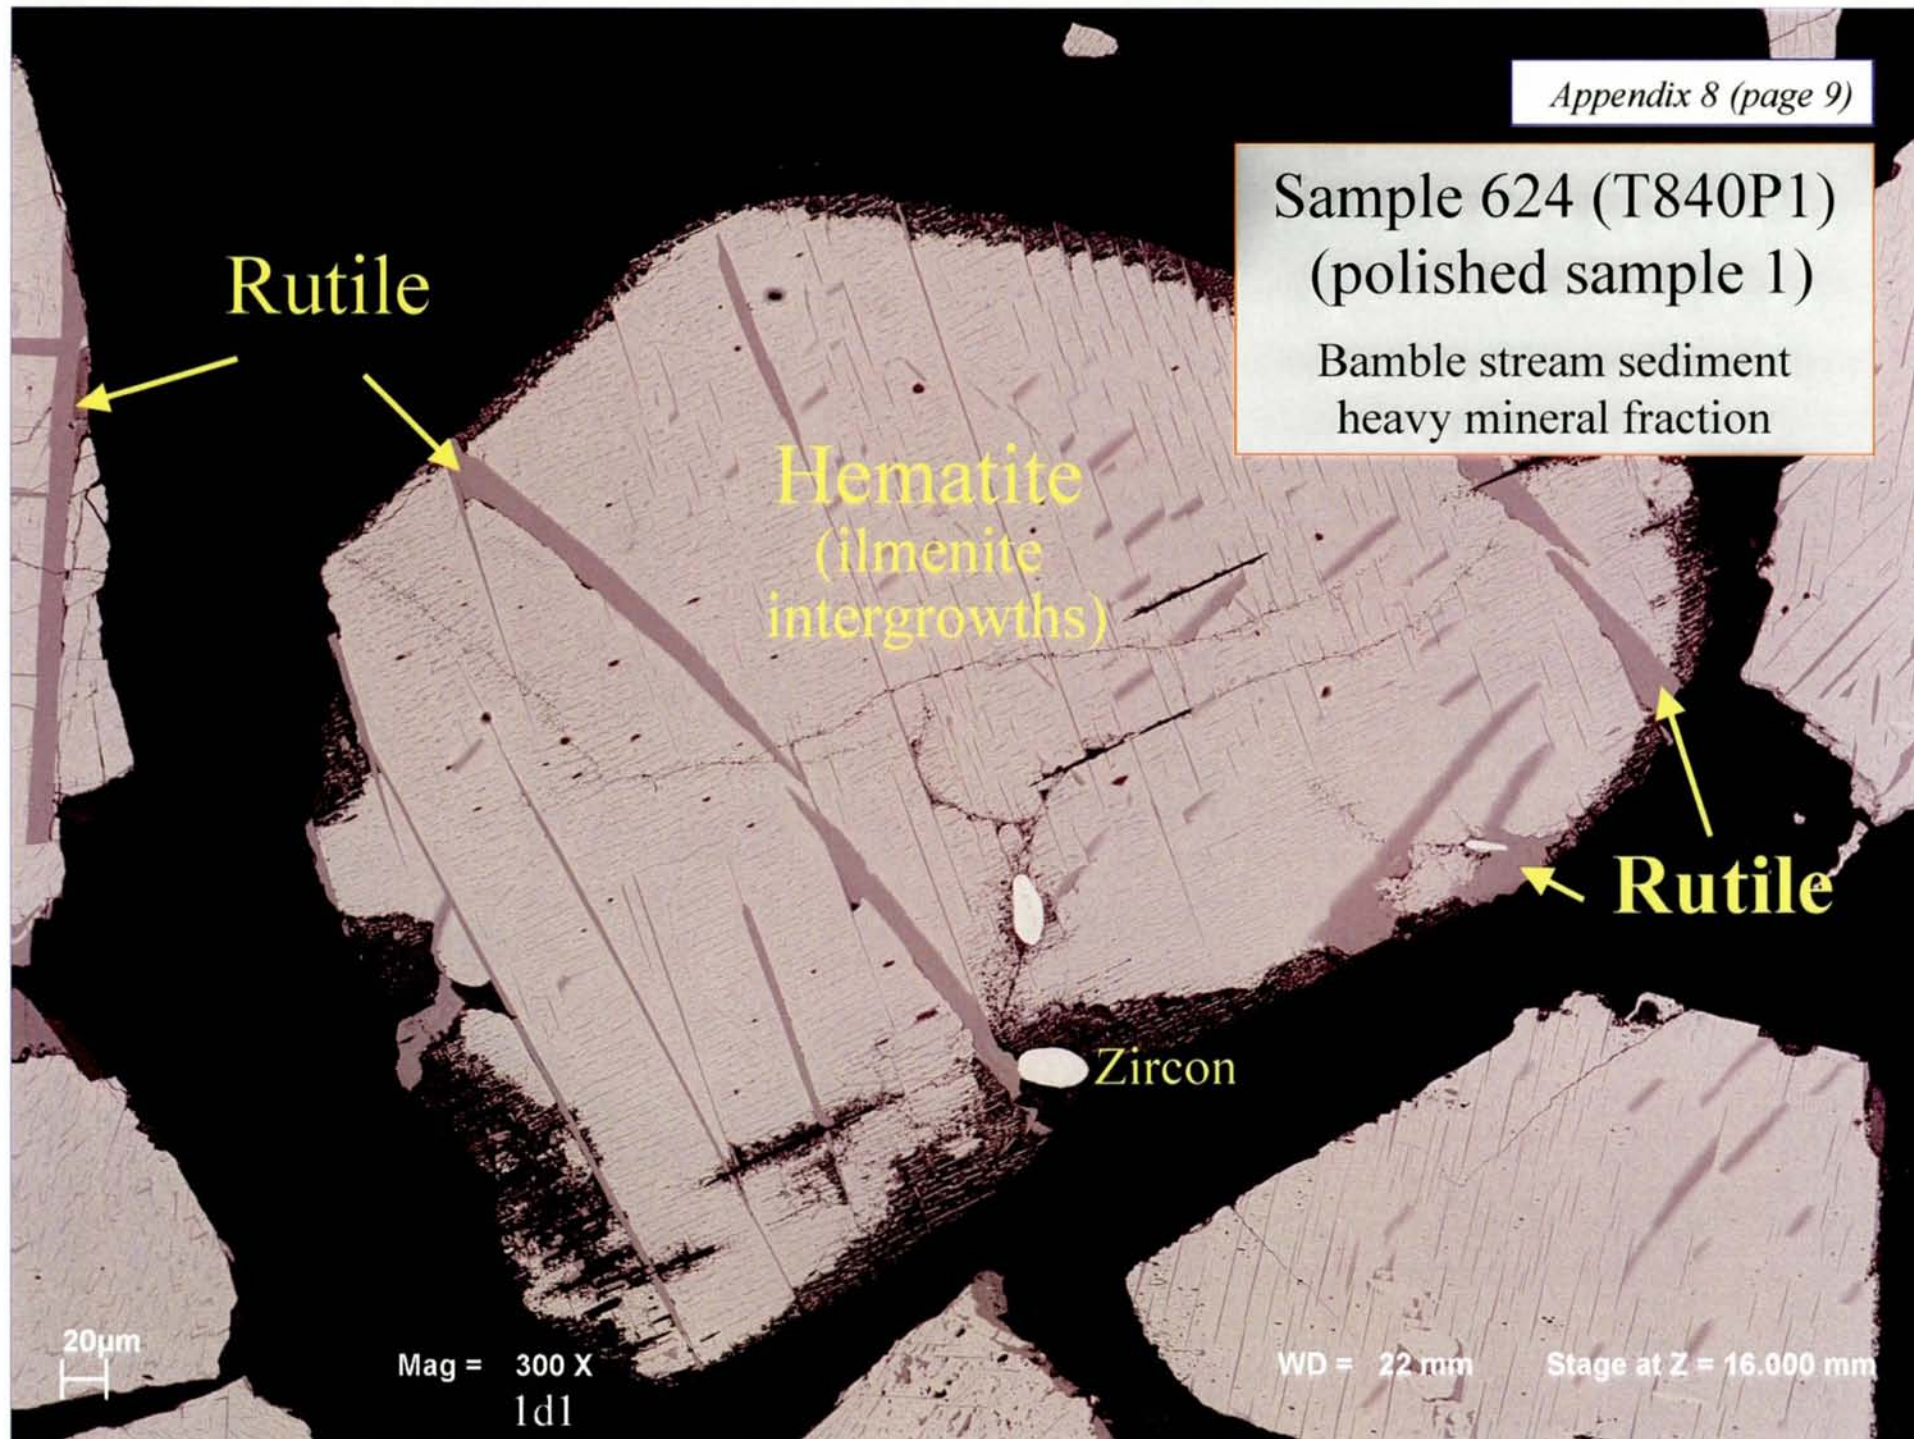 Appendix 8 (page 9)
Sample 624 (T840P1)
(polished sample 1)
Bamble stream sediment
heavy mineral fraction
Rutile
Hematite
(ilmenite
intergrowths)
Rutile
Zircon
20µm
Mag = 300 X
1d1
WD = 22 mm
Stage at Z = 16.000 mm